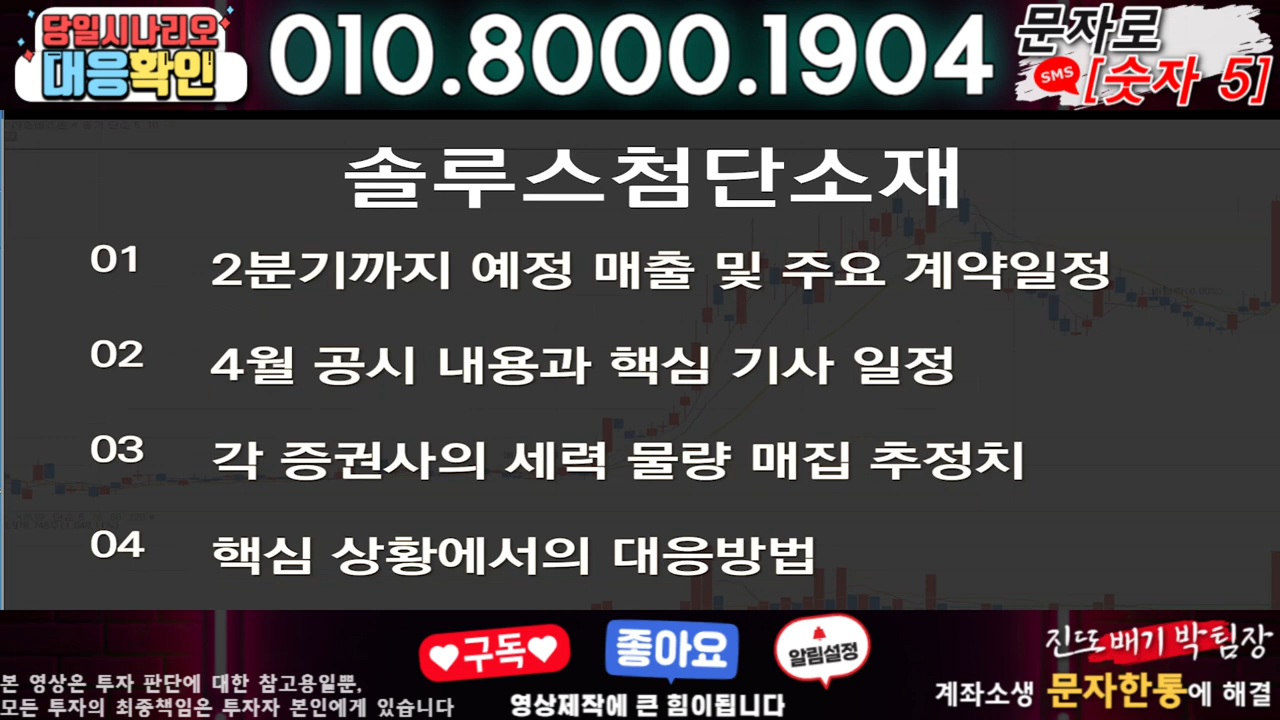 당일시나리오
대응확인
010.8000.1904
문자로
SMS
[숫자 5]
솔루스첨단소재
01 2분기까지 예정 매출 및 주요 계약일정
02 4월 공시 내용과 핵심 기사 일정
03 각 증권사의 세력 물량 매집 추정치
04 핵심 상황에서의 대응방법
구독
좋아요
알림설정
영상제작에 큰 힘이됩니다
본 영상은 투자 판단에 대한 참고용일뿐,
모든 투자의 최종책임은 투자자 본인에게 있습니다
진또배기 박팀장
계좌소생 문자한통에 해결